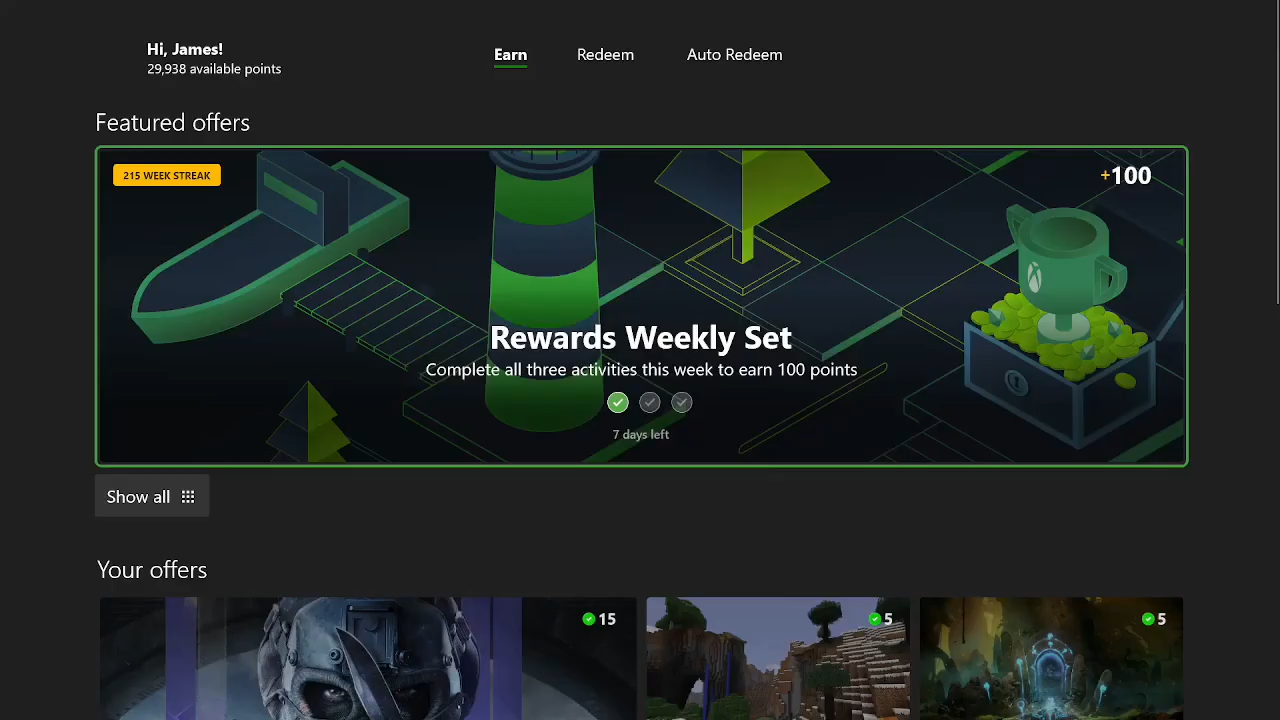 Hi, James!
29,938 available points
Earn
Redeem
Auto Redeem
Featured offers
215 WEEK STREAK
+100
Rewards Weekly Set
Complete all three activities this week to earn 100 points
7 days left
Show all
Your offers
15
5
5